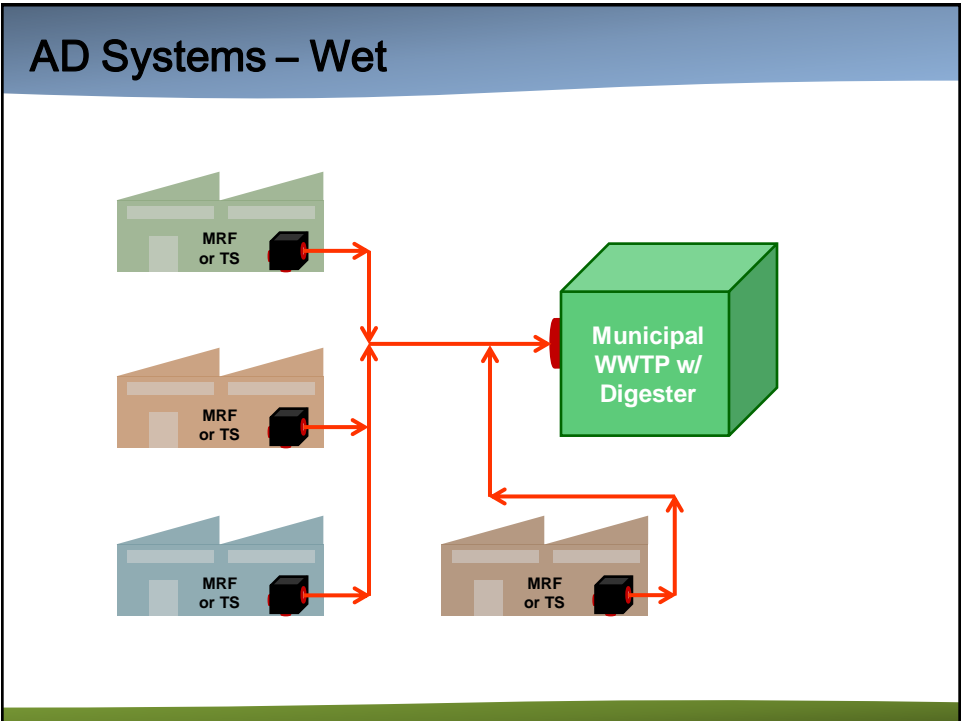 AD Systems – Wet
MRF
or TS
Municipal
WWTP w/
Digester
MRF
or TS
MRF
or TS
MRF
or TS